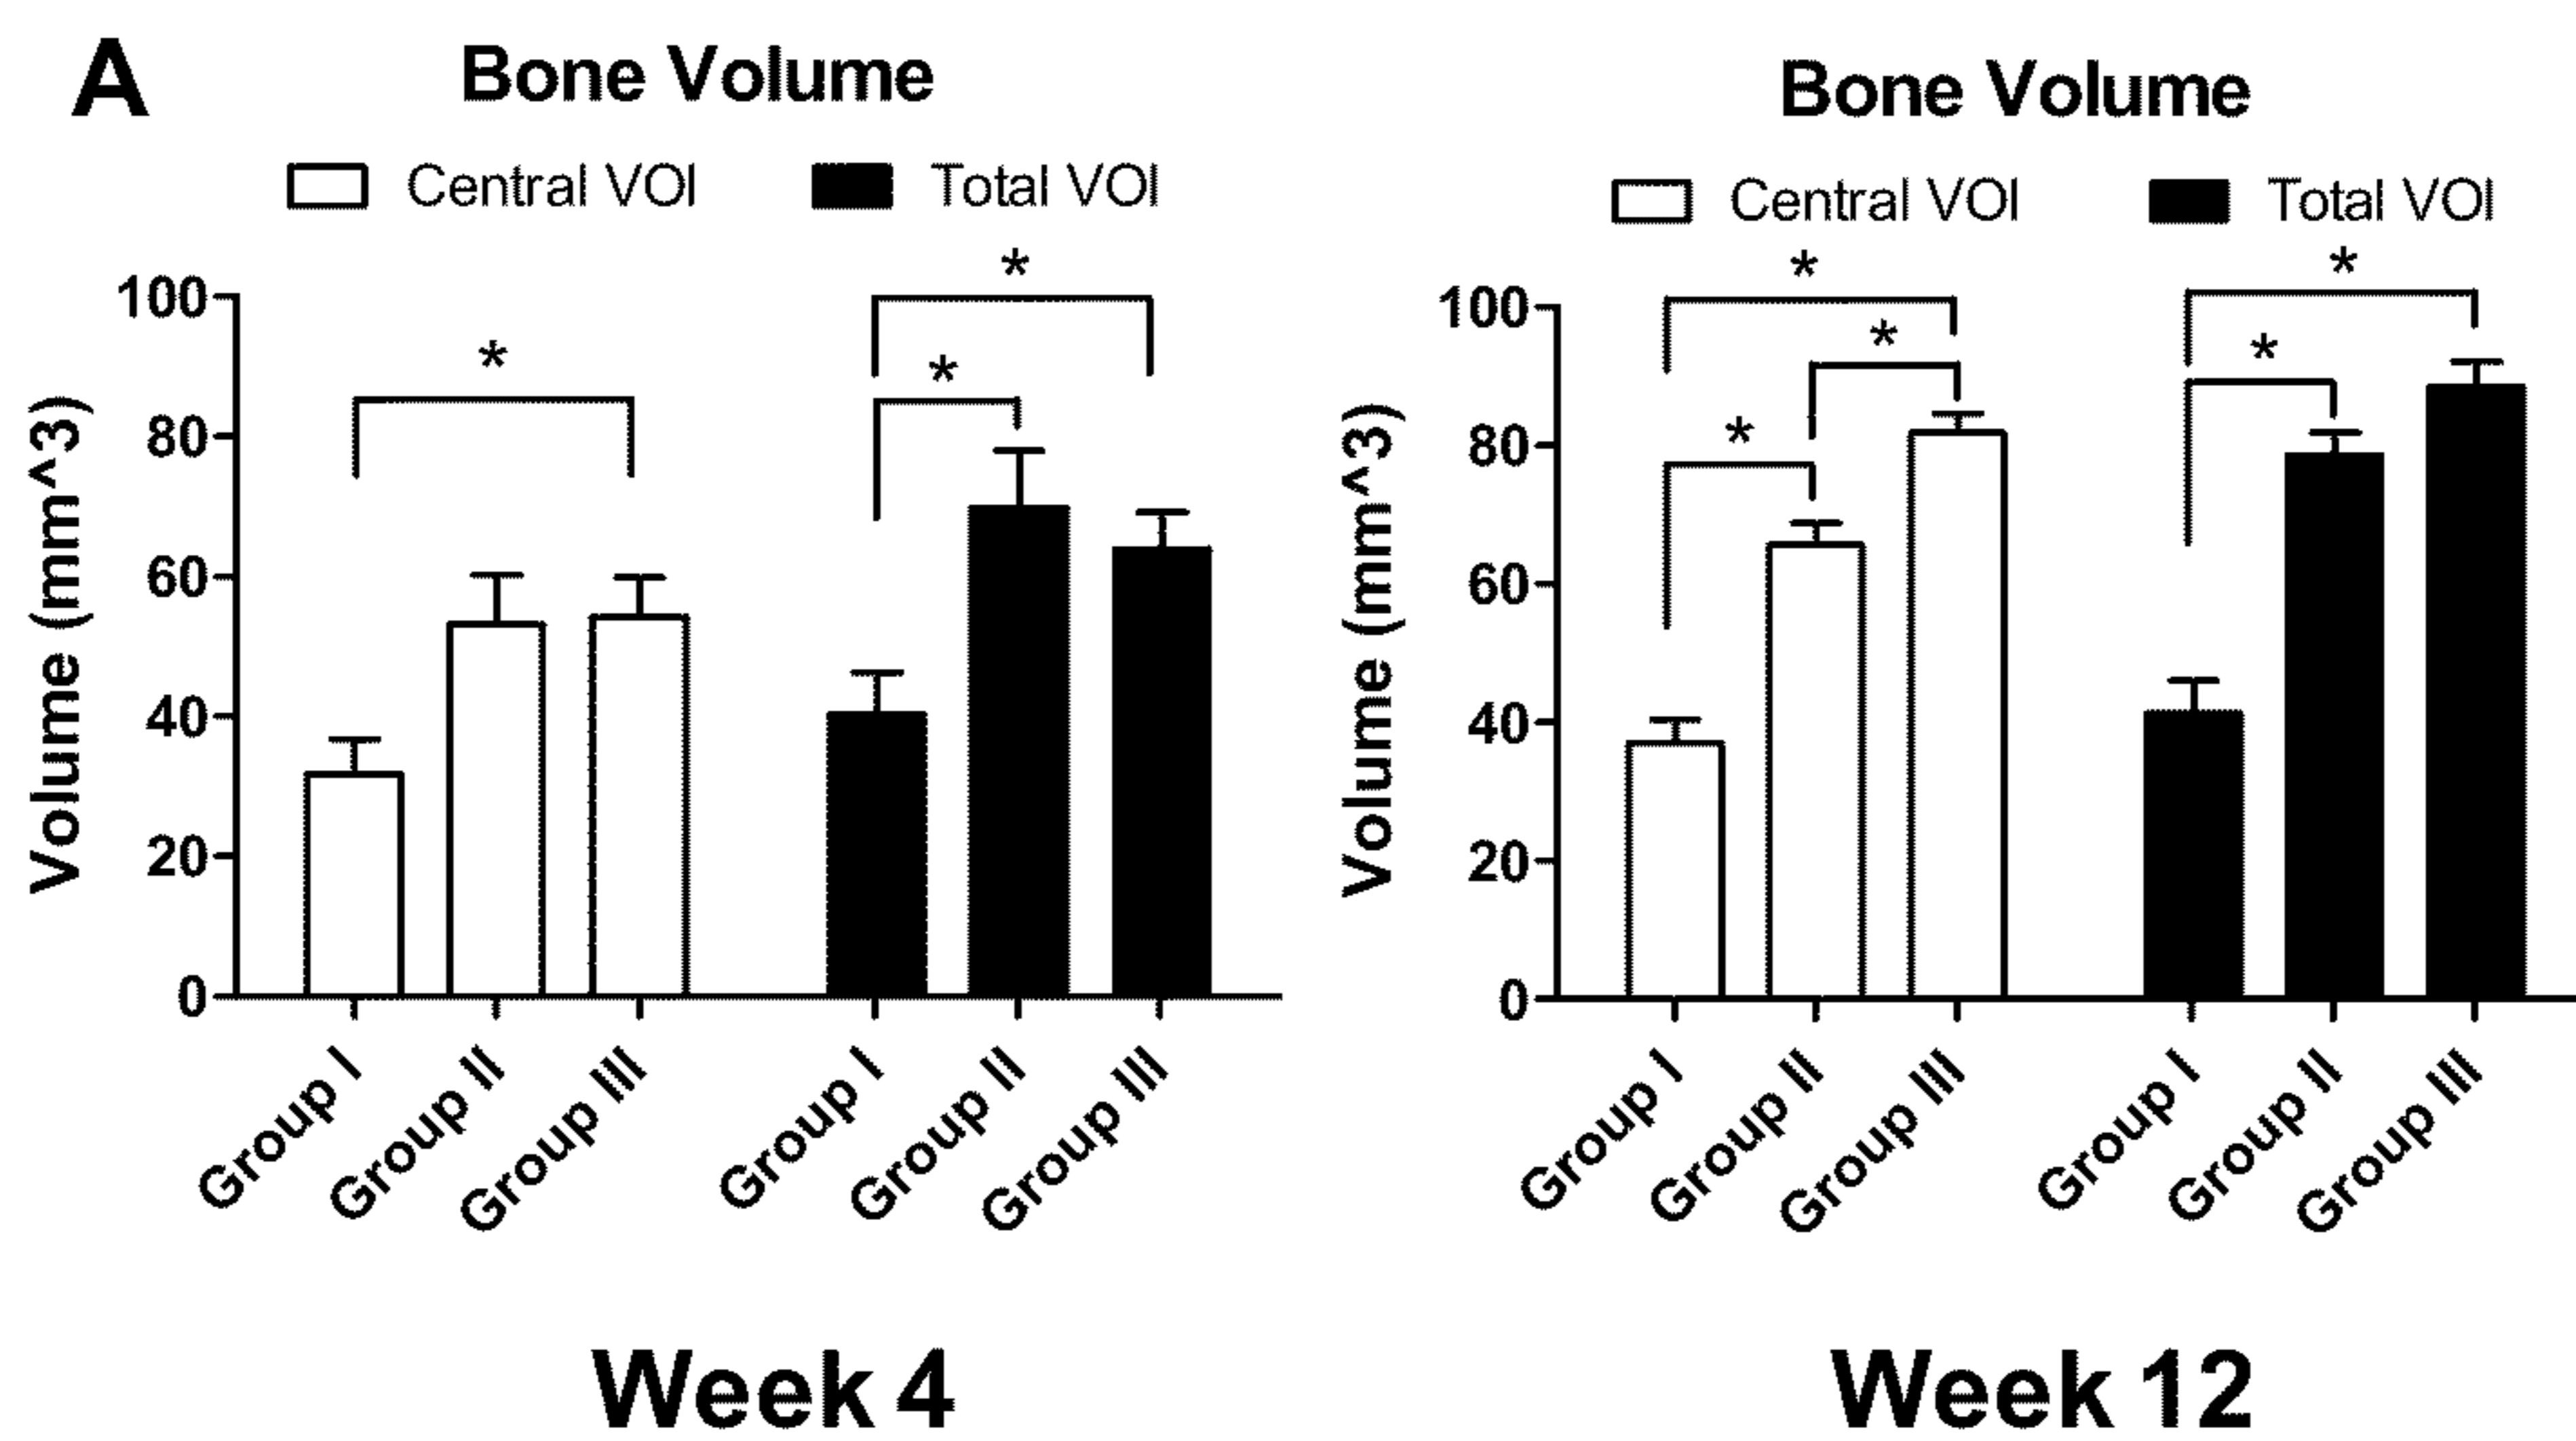 A
Bone Volume
Central VOI Total VOI
* * *
Volume (mm^3)
100
80
60
40
20
0
Group I Group II Group III Group I Group II Group III
Week 4
Bone Volume
Central VOI Total VOI
* * * * *
Volume (mm^3)
100
80
60
40
20
0
Group I Group II Group III Group I Group II Group III
Week 12